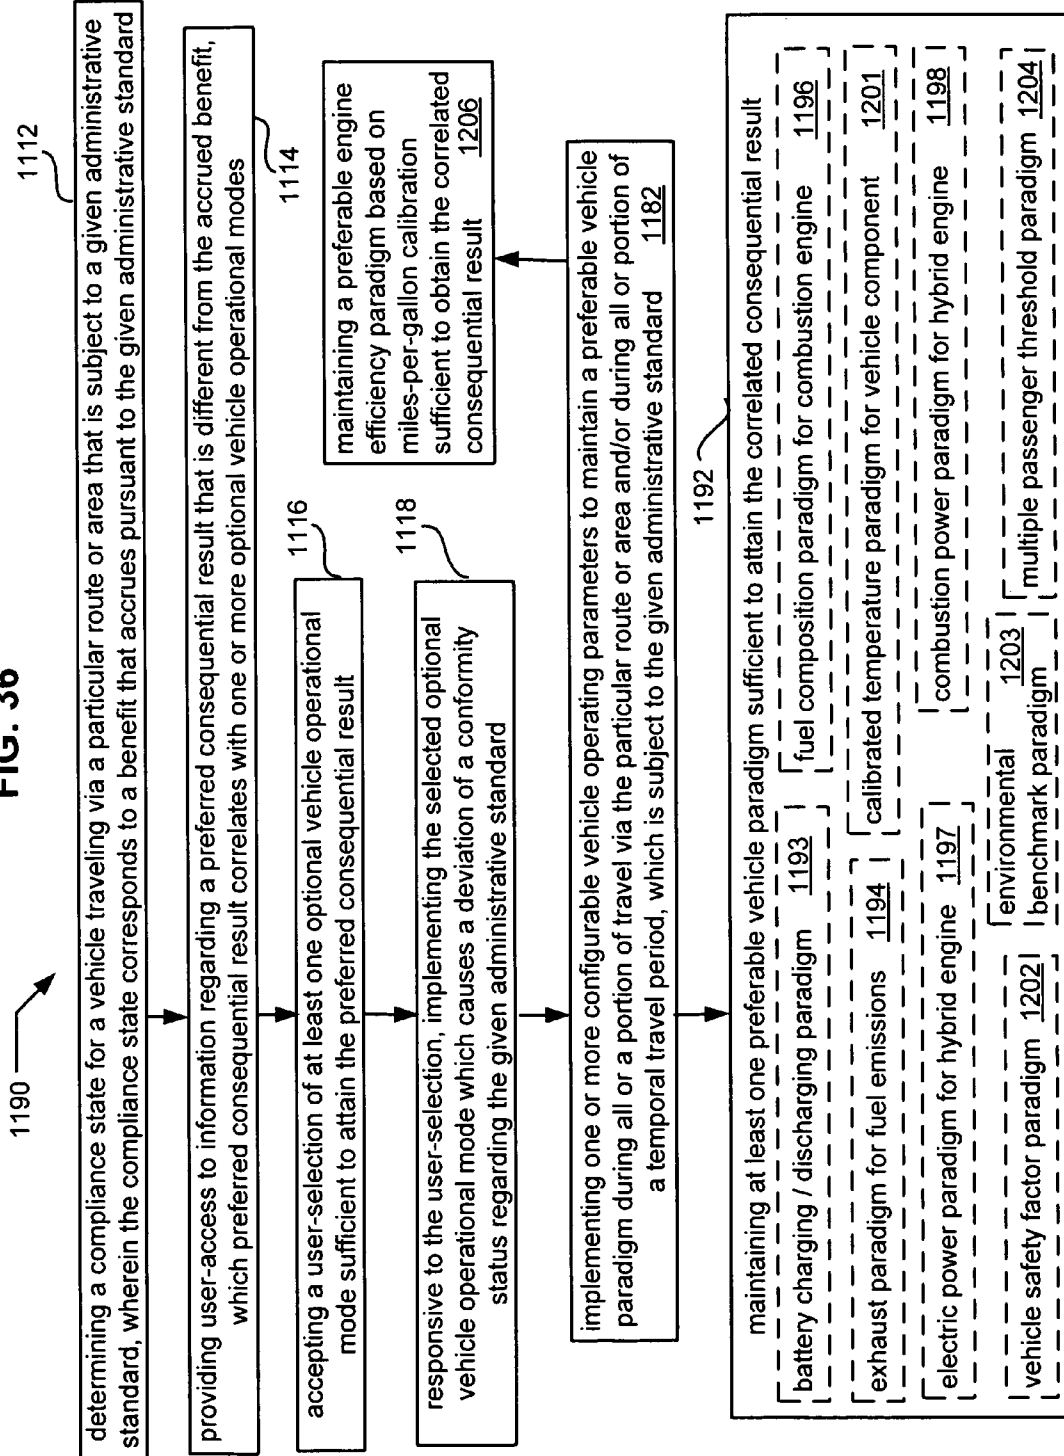 FIG. 36
1190
1112
determining a compliance state for a vehicle traveling via a particular route or area that is subject to a given administrative
standard, wherein the compliance state corresponds to a benefit that accrues pursuant to the given administrative standard
providing user-access to information regarding a preferred consequential result that is different from the accrued benefit,
which preferred consequential result correlates with one or more optional vehicle operational modes
1114
accepting a user-selection of at least one optional vehicle operational
mode sufficient to attain the preferred consequential result
1116
responsive to the user-selection, implementing the selected optional
vehicle operational mode which causes a deviation of a conformity
status regarding the given administrative standard
1118
maintaining a preferable engine
efficiency paradigm based on
miles-per-gallon calibration
sufficient to obtain the correlated
consequential result 1206
implementing one or more configurable vehicle operating parameters to maintain a preferable vehicle
paradigm during all or a portion of travel via the particular route or area and/or during all or portion of
a temporal travel period, which is subject to the given administrative standard 1182
1192
maintaining at least one preferable vehicle paradigm sufficient to attain the correlated consequential result
battery charging / discharging paradigm 1193
fuel composition paradigm for combustion engine 1196
exhaust paradigm for fuel emissions 1194
calibrated temperature paradigm for vehicle component 1201
electric power paradigm for hybrid engine 1197
combustion power paradigm for hybrid engine 1198
vehicle safety factor paradigm 1202
environmental 1203
benchmark paradigm
multiple passenger threshold paradigm 1204